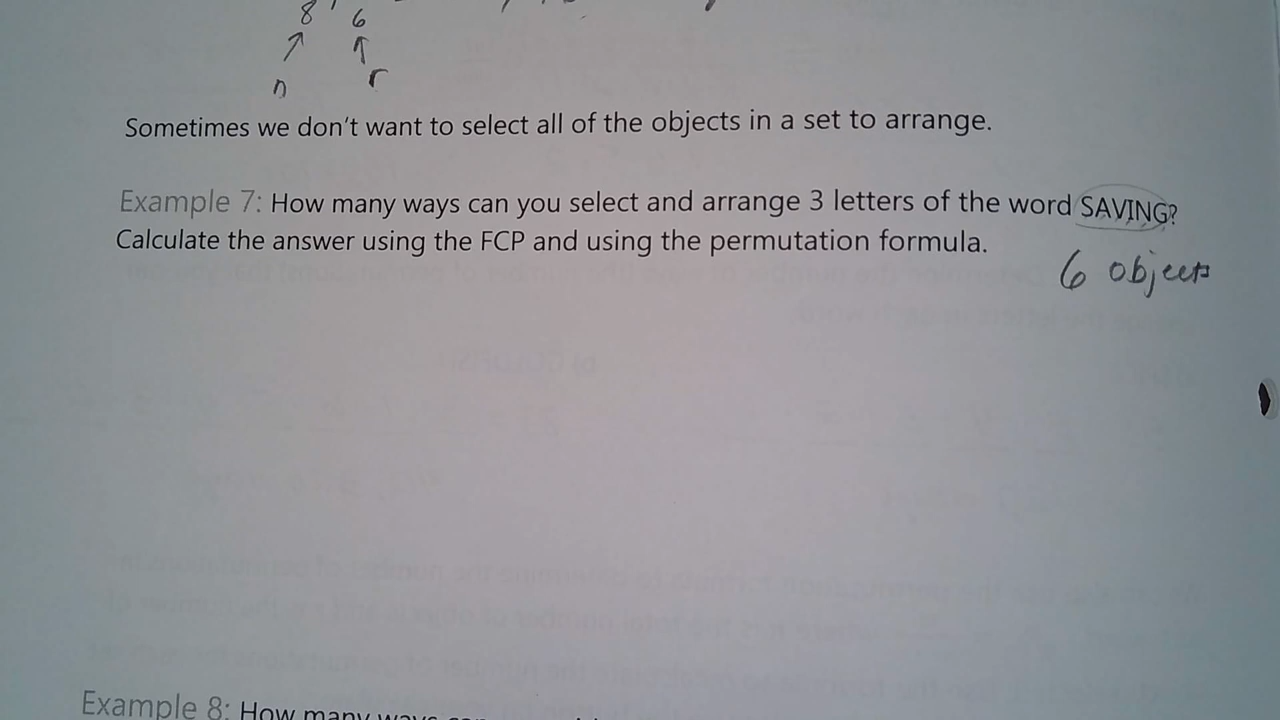 8 6
n r
Sometimes we don't want to select all of the objects in a set to arrange.
Example 7: How many ways can you select and arrange 3 letters of the word SAVING?
Calculate the answer using the FCP and using the permutation formula.
6 objects
Example 8: How many ways can